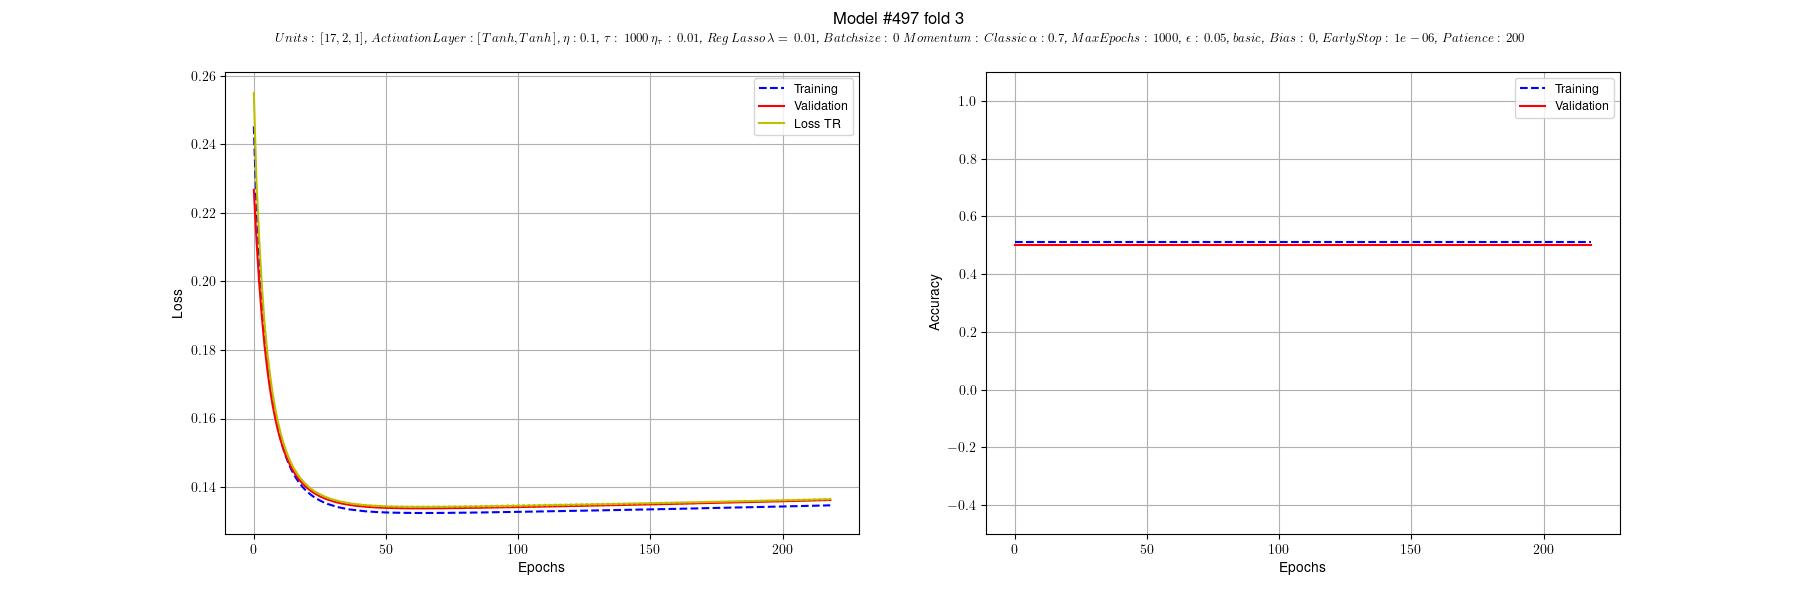 Model #497 fold 3
Units : [17, 2, 1], ActivationLayer : [Tanh, Tanh], η : 0.1, τ : 1000 η_τ : 0.01, Reg Lasso λ = 0.01, Batchsize : 0 Momentum : Classic α : 0.7, MaxEpochs : 1000, ϵ : 0.05, basic, Bias : 0, EarlyStop : 1e − 06, Patience : 200
0.26
0.24
0.22
0.20
0.18
0.16
0.14
Loss
0 50 100 150 200
Epochs
Training
Validation
Loss TR
1.0
0.8
0.6
0.4
0.2
0.0
−0.2
−0.4
Accuracy
0 50 100 150 200
Epochs
Training
Validation